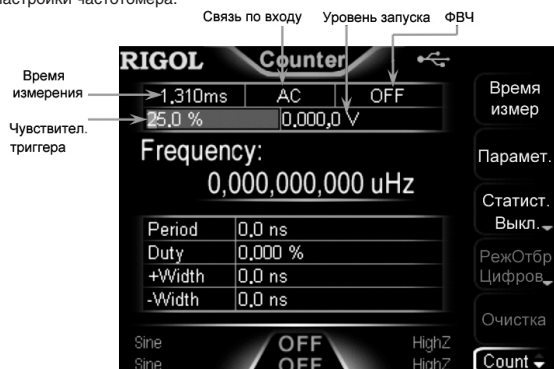 настройки частотомера.
Связь по входу Уровень запуска ФВЧ
RIGOL Counter
Время
измерения
1.310ms AC OFF
Время
измер
Чувствител.
триггера
25.0 % 0.000,0 V
Frequency:
0,000,000,000 uHz
Парамет.
Статист.
Выкл.
Period 0.0 ns
Duty 0.000 %
+Width 0.0 ns
-Width 0.0 ns
РежОтбр
Цифров
Очистка
Sine OFF HighZ
Sine OFF HighZ
Count